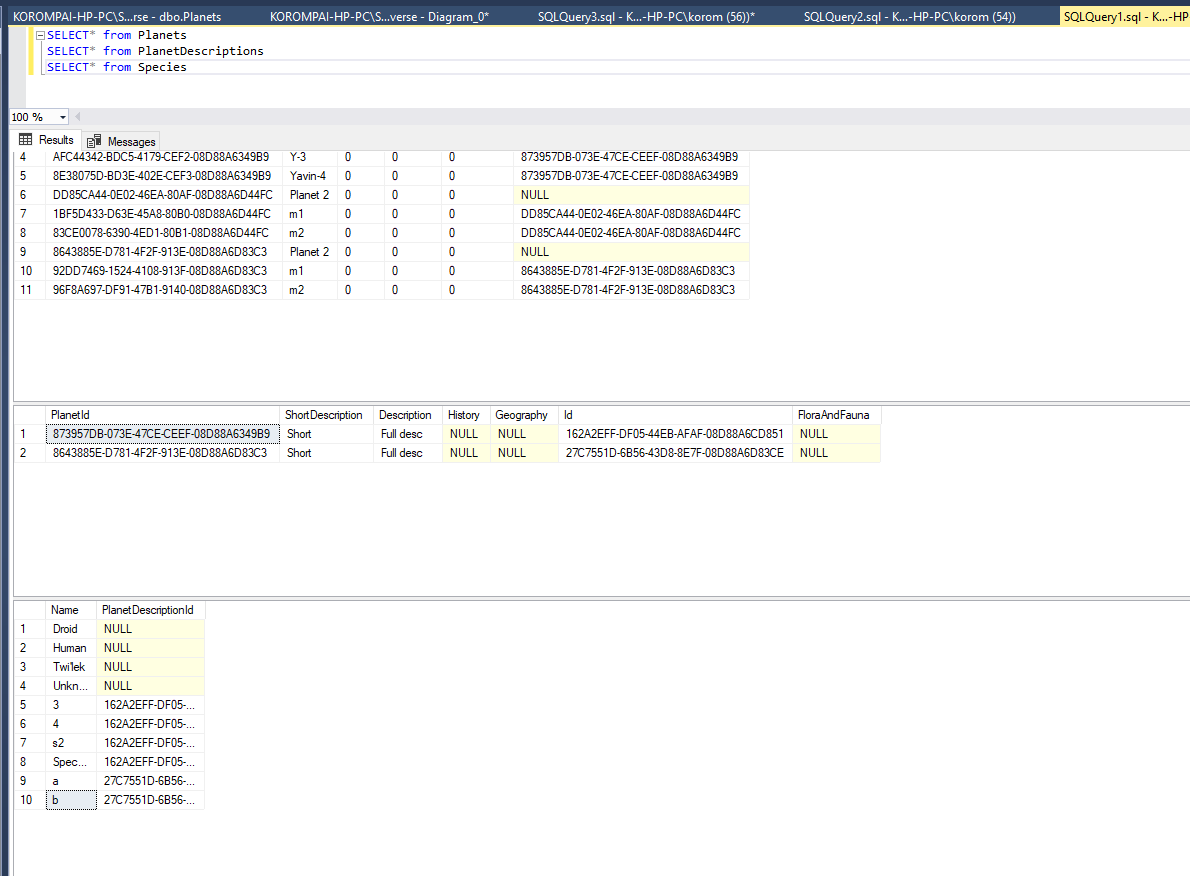 KOROMPAI-HP-PC\S...rse - dbo.Planets KOROMPAI-HP-PC\S...verse - Diagram_0* SQLQuery3.sql - K...-HP-PC\korom (56))* SQLQuery2.sql - K...-HP-PC\korom (54)) SQLQuery1.sql - K...-HP
SELECT* from Planets
SELECT* from PlanetDescriptions
SELECT* from Species
100 %
Results Messages
4 AFC44342-BDC5-4179-CEF2-08D88A6349B9 Y-3 0 0 0 873957DB-073E-47CE-CEEF-08D88A6349B9
5 8E38075D-BD3E-402E-CEF3-08D88A6349B9 Yavin-4 0 0 0 873957DB-073E-47CE-CEEF-08D88A6349B9
6 DD85CA44-0E02-46EA-80AF-08D88A6D44FC Planet 2 0 0 0 NULL
7 1BF5D433-D63E-45A8-80B0-08D88A6D44FC m1 0 0 0 DD85CA44-0E02-46EA-80AF-08D88A6D44FC
8 83CE0078-6390-4ED1-80B1-08D88A6D44FC m2 0 0 0 DD85CA44-0E02-46EA-80AF-08D88A6D44FC
9 8643885E-D781-4F2F-913E-08D88A6D83C3 Planet 2 0 0 0 NULL
10 92DD7469-1524-4108-913F-08D88A6D83C3 m1 0 0 0 8643885E-D781-4F2F-913E-08D88A6D83C3
11 96F8A697-DF91-47B1-9140-08D88A6D83C3 m2 0 0 0 8643885E-D781-4F2F-913E-08D88A6D83C3
PlanetId ShortDescription Description History Geography Id FloraAndFauna
1 873957DB-073E-47CE-CEEF-08D88A6349B9 Short Full desc NULL NULL 162A2EFF-DF05-44EB-AFAF-08D88A6CD851 NULL
2 8643885E-D781-4F2F-913E-08D88A6D83C3 Short Full desc NULL NULL 27C7551D-6B56-43D8-8E7F-08D88A6D83CE NULL
Name PlanetDescriptionId
1 Droid NULL
2 Human NULL
3 Twi'lek NULL
4 Unkn... NULL
5 3 162A2EFF-DF05-...
6 4 162A2EFF-DF05-...
7 s2 162A2EFF-DF05-...
8 Spec... 162A2EFF-DF05-...
9 a 27C7551D-6B56-...
10 b 27C7551D-6B56-...